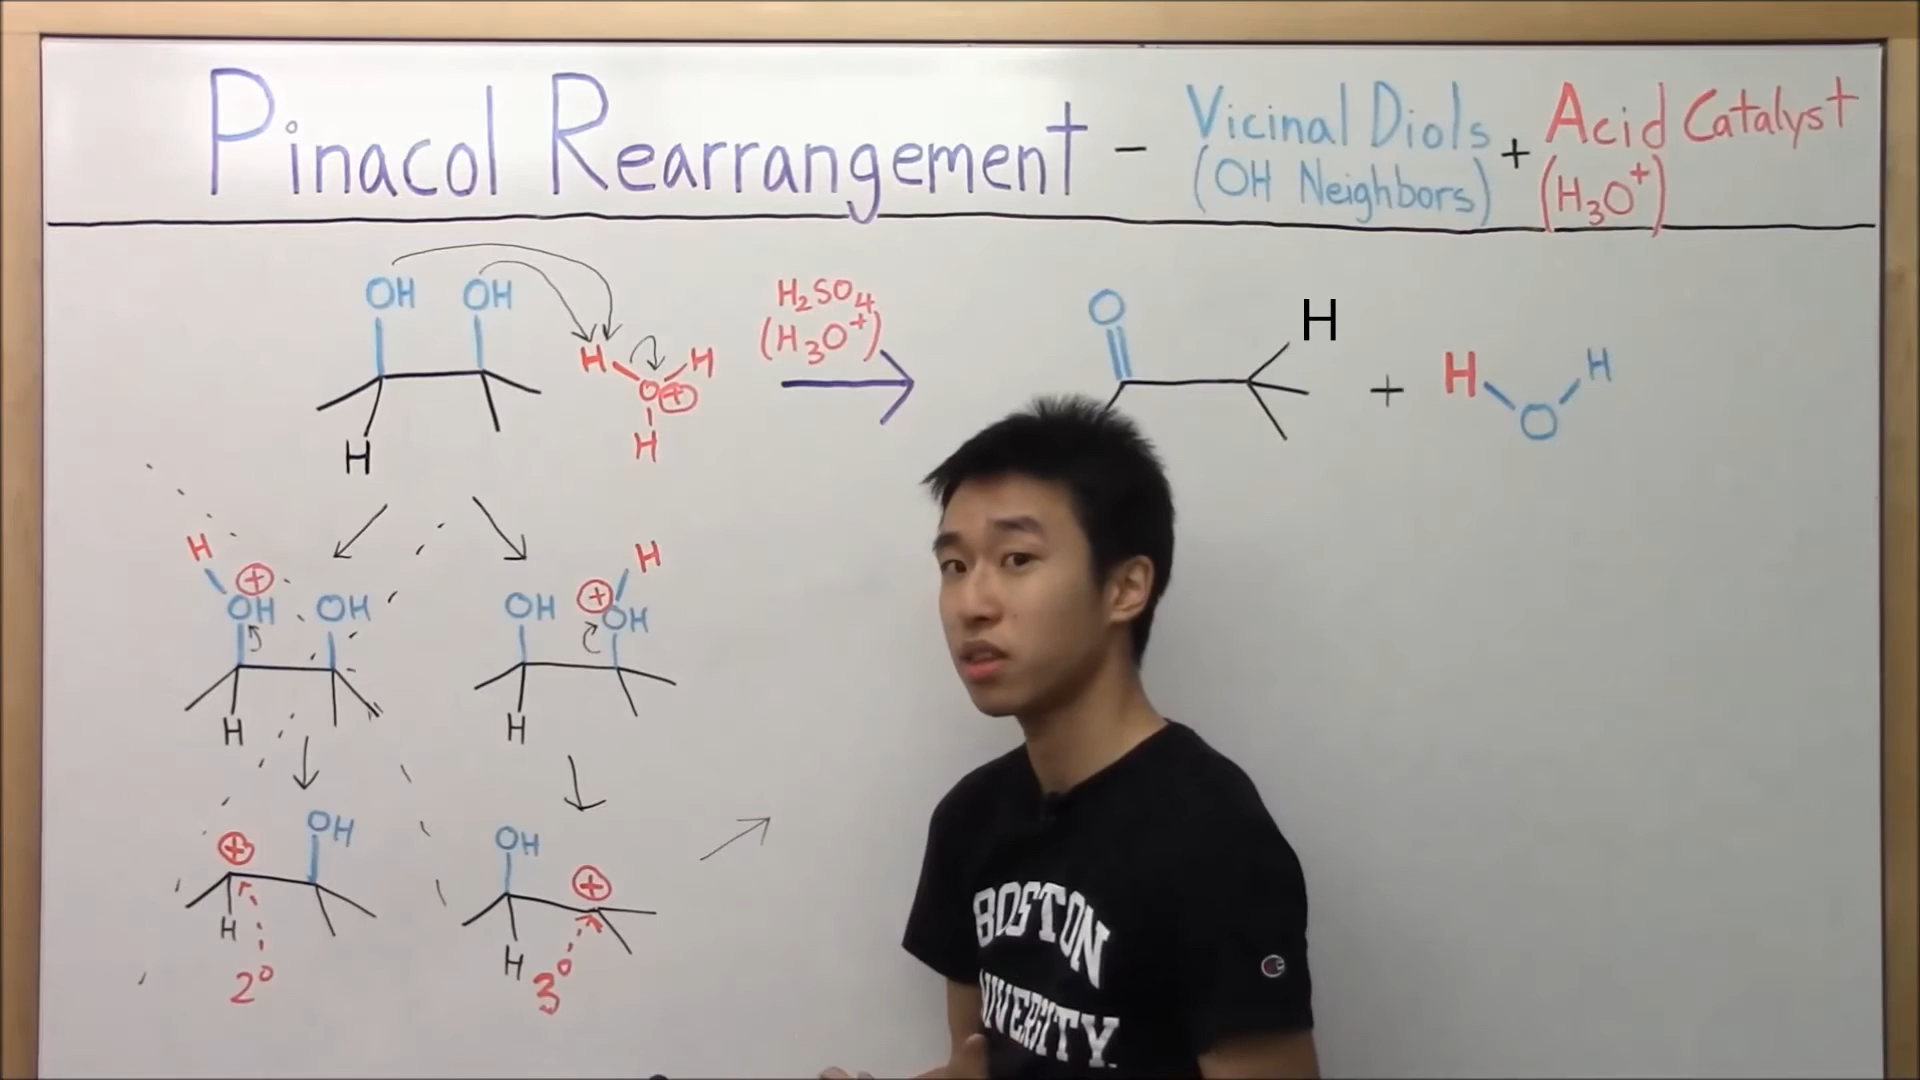 Pinacol Rearrangement - Vicinal Diols + Acid Catalyst
(OH Neighbors) (H₃O⁺)
OH OH
H₂SO₄
(H₃O⁺)
O H
H H
O ⊕
H
H
+ H O H
H ⊕
OH OH
H
OH ⊕ H
OH
H
⊕ OH
H
2°
OH ⊕
H
3°
BOSTON
UNIVERSITY